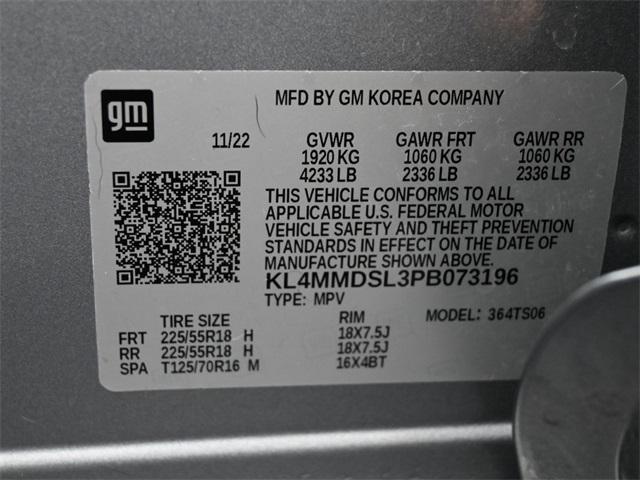 gm
MFD BY GM KOREA COMPANY
11/22 GVWR GAWR FRT GAWR RR
1920 KG 1060 KG 1060 KG
4233 LB 2336 LB 2336 LB
THIS VEHICLE CONFORMS TO ALL
APPLICABLE U.S. FEDERAL MOTOR
VEHICLE SAFETY AND THEFT PREVENTION
STANDARDS IN EFFECT ON THE DATE OF
MANUFACTURE SHOWN ABOVE.
KL4MMDSL3PB073196
TYPE: MPV MODEL: 364TS06
TIRE SIZE RIM
FRT 225/55R18 H 18X7.5J
RR 225/55R18 H 18X7.5J
SPA T125/70R16 M 16X4BT